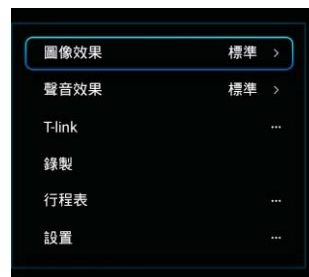 圖像效果 標準 >
聲音效果 標準 >
T-link ...
錄製
行程表 ...
設置 ...